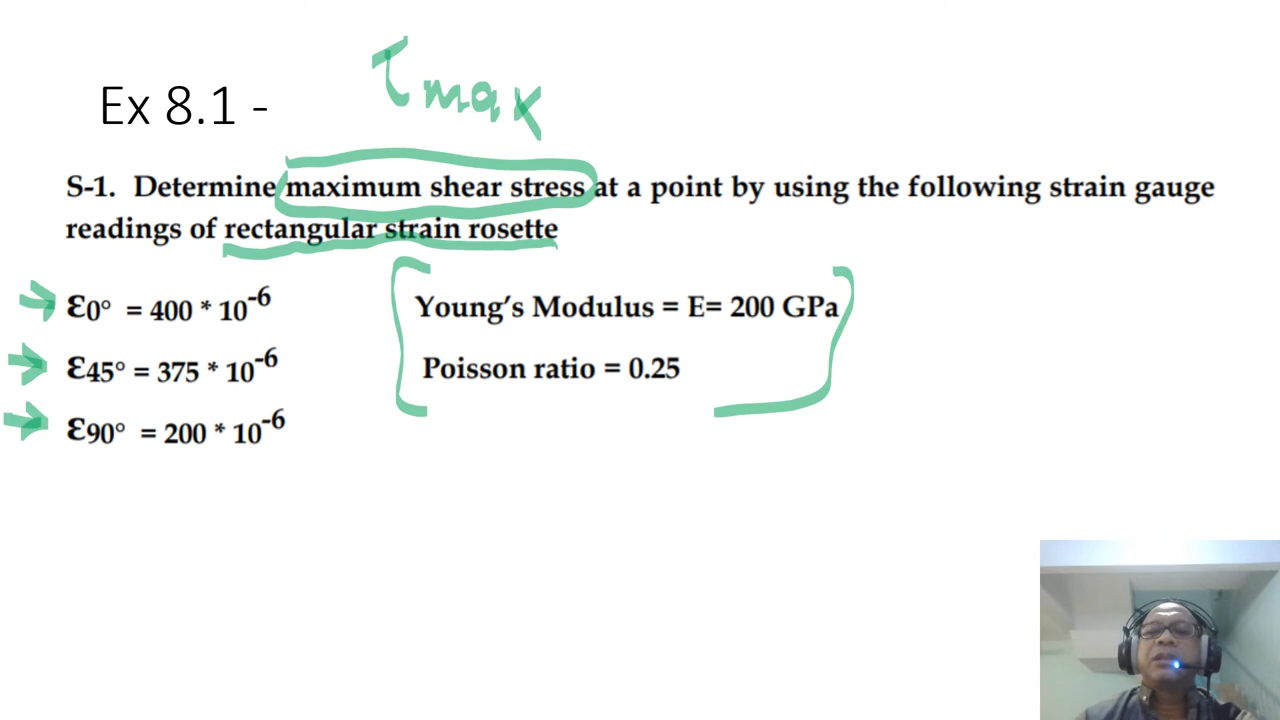 τmax
Ex 8.1 -
S-1. Determine maximum shear stress at a point by using the following strain gauge
readings of rectangular strain rosette
ε0° = 400 * 10-6
Young's Modulus = E= 200 GPa
ε45° = 375 * 10-6
Poisson ratio = 0.25
ε90° = 200 * 10-6